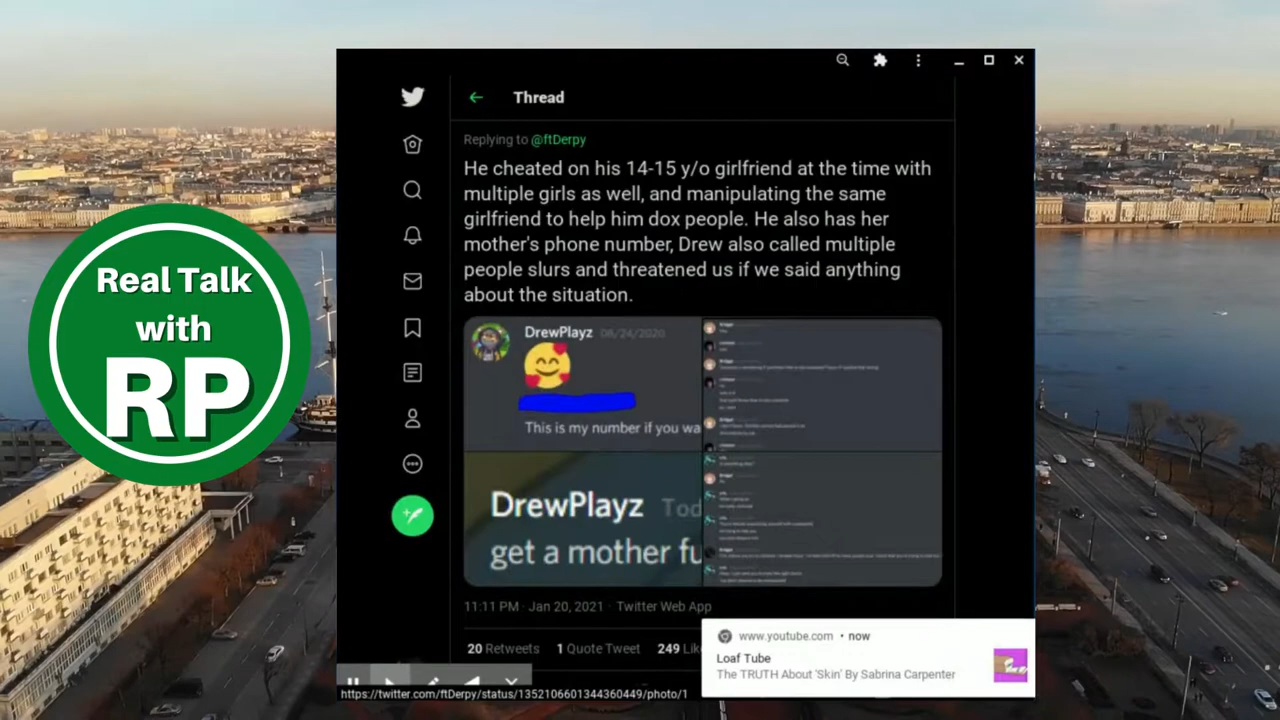 Real Talk
with
RP
Thread
Replying to @ftDerpy
He cheated on his 14-15 y/o girlfriend at the time with
multiple girls as well, and manipulating the same
girlfriend to help him dox people. He also has her
mother's phone number, Drew also called multiple
people slurs and threatened us if we said anything
about the situation.
DrewPlayz 06/24/2020
This is my number if you wa
DrewPlayz Tod
get a mother fu
11:11 PM · Jan 20, 2021 · Twitter Web App
20 Retweets 1 Quote Tweet 249 Lik
www.youtube.com • now
Loaf Tube
The TRUTH About 'Skin' By Sabrina Carpenter
https://twitter.com/ftDerpy/status/1352106601344360449/photo/1